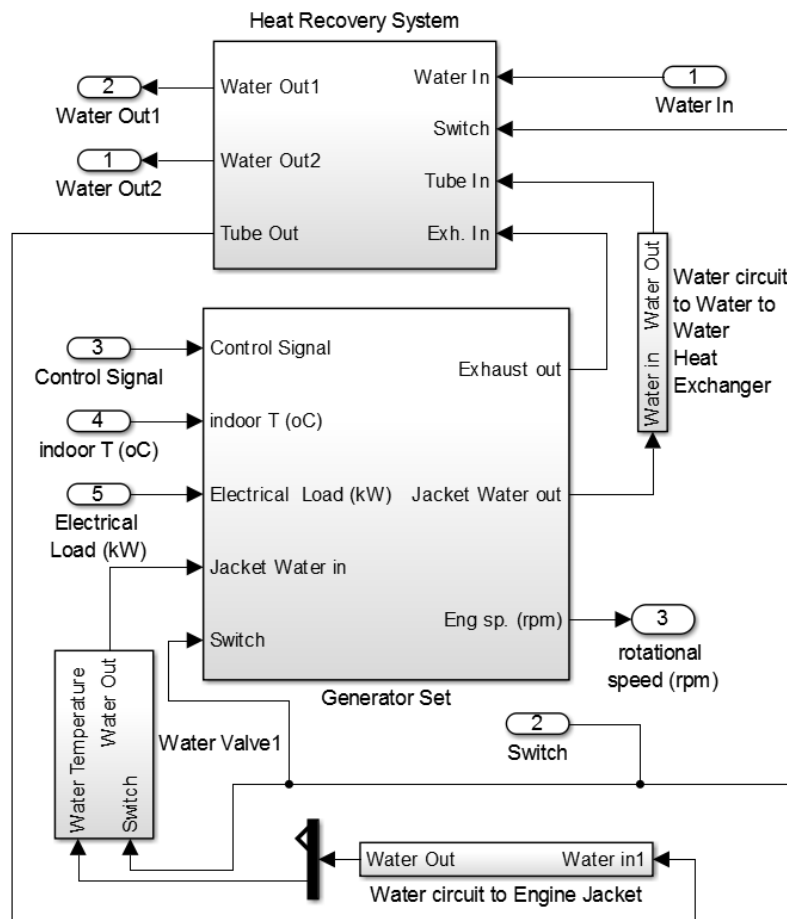 Heat Recovery System
2
Water Out1
1
Water Out2
Water Out1
Water Out2
Tube Out
Water In
Switch
Tube In
Exh. In
1
Water In
Water Out
Water in
Water circuit
to Water to
Water
Heat
Exchanger
3
Control Signal
4
indoor T (oC)
5
Electrical
Load (kW)
Control Signal
indoor T (oC)
Electrical Load (kW)
Jacket Water in
Switch
Exhaust out
Jacket Water out
Eng sp. (rpm)
Generator Set
3
rotational
speed (rpm)
Water Temperature
Water Out
Switch
Water Valve1
2
Switch
Water Out
Water in1
Water circuit to Engine Jacket